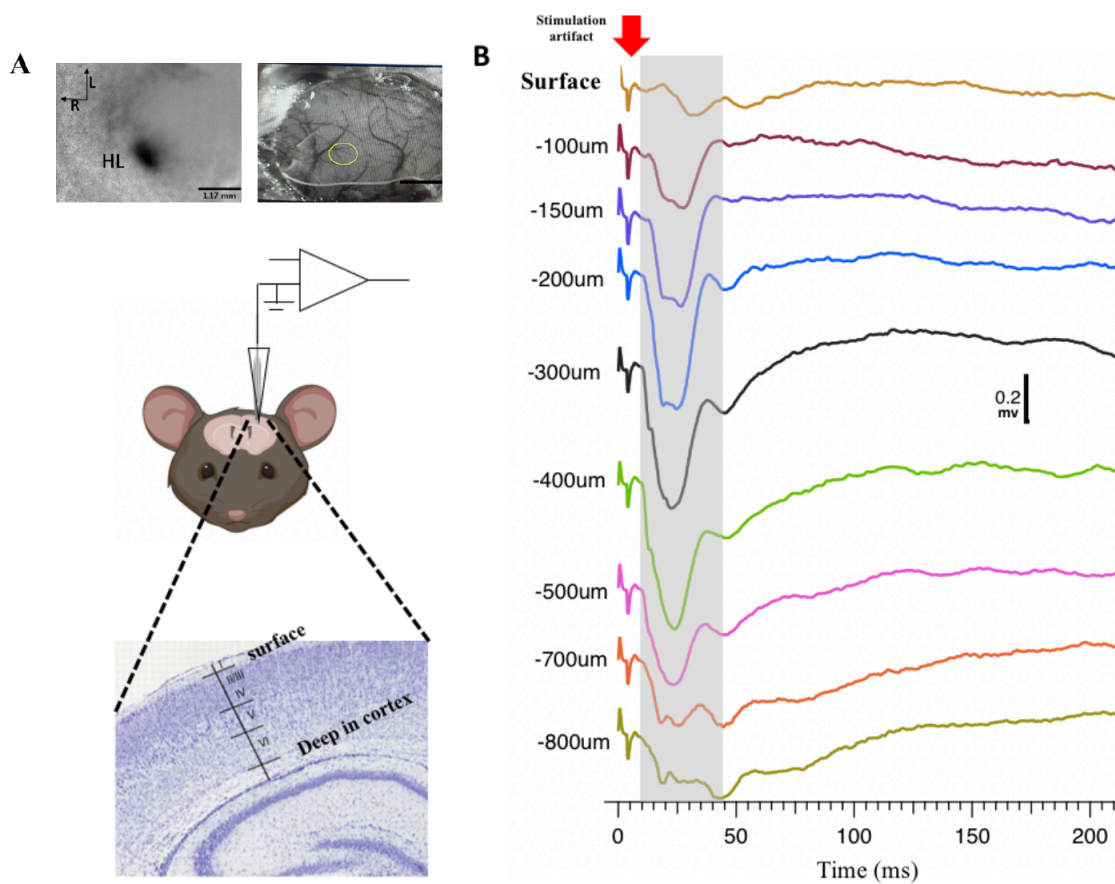 A
L
R
HL
1.17 mm
surface
II/III
IV
V
VI
Deep in cortex
Stimulation
artifact
B
Surface
-100um
-150um
-200um
-300um
-400um
-500um
-700um
-800um
0.2
mv
0
50
100
150
200
Time (ms)